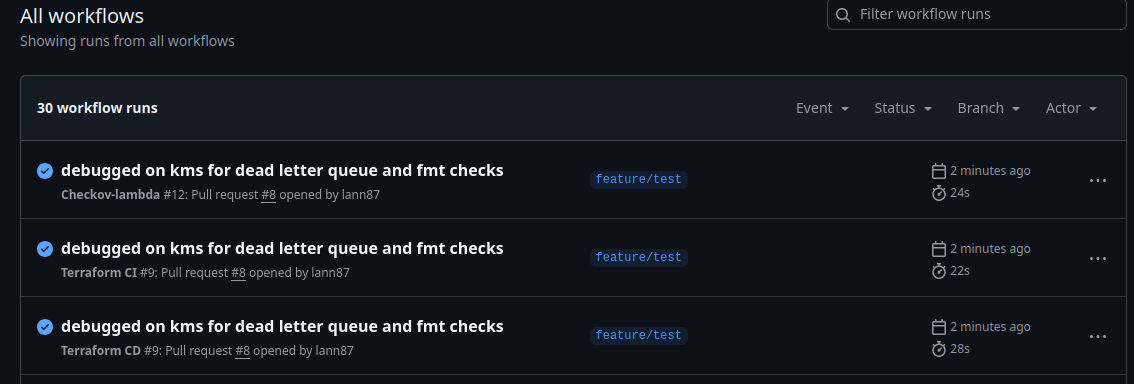 All workflows
Filter workflow runs
Showing runs from all workflows
30 workflow runs
Event
Status
Branch
Actor
debugged on kms for dead letter queue and fmt checks
Checkov-lambda #12: Pull request #8 opened by lann87
feature/test
2 minutes ago
24s
debugged on kms for dead letter queue and fmt checks
Terraform CI #9: Pull request #8 opened by lann87
feature/test
2 minutes ago
22s
debugged on kms for dead letter queue and fmt checks
Terraform CD #9: Pull request #8 opened by lann87
feature/test
2 minutes ago
28s